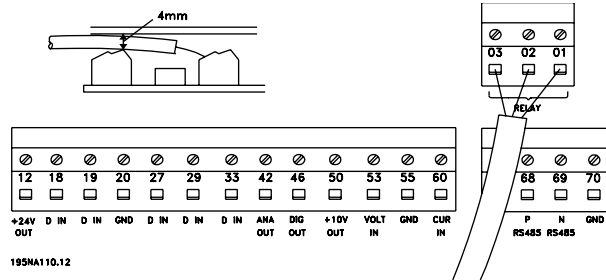 4mm
03 02 01
RELAY
12 18 19 20 27 29 33 42 46 50 53 55 60
+24V OUT D IN D IN GND D IN D IN D IN ANA OUT DIG OUT +10V OUT VOLT IN GND CUR IN
68 69 70
P RS485 N RS485 GND
195NA110.12